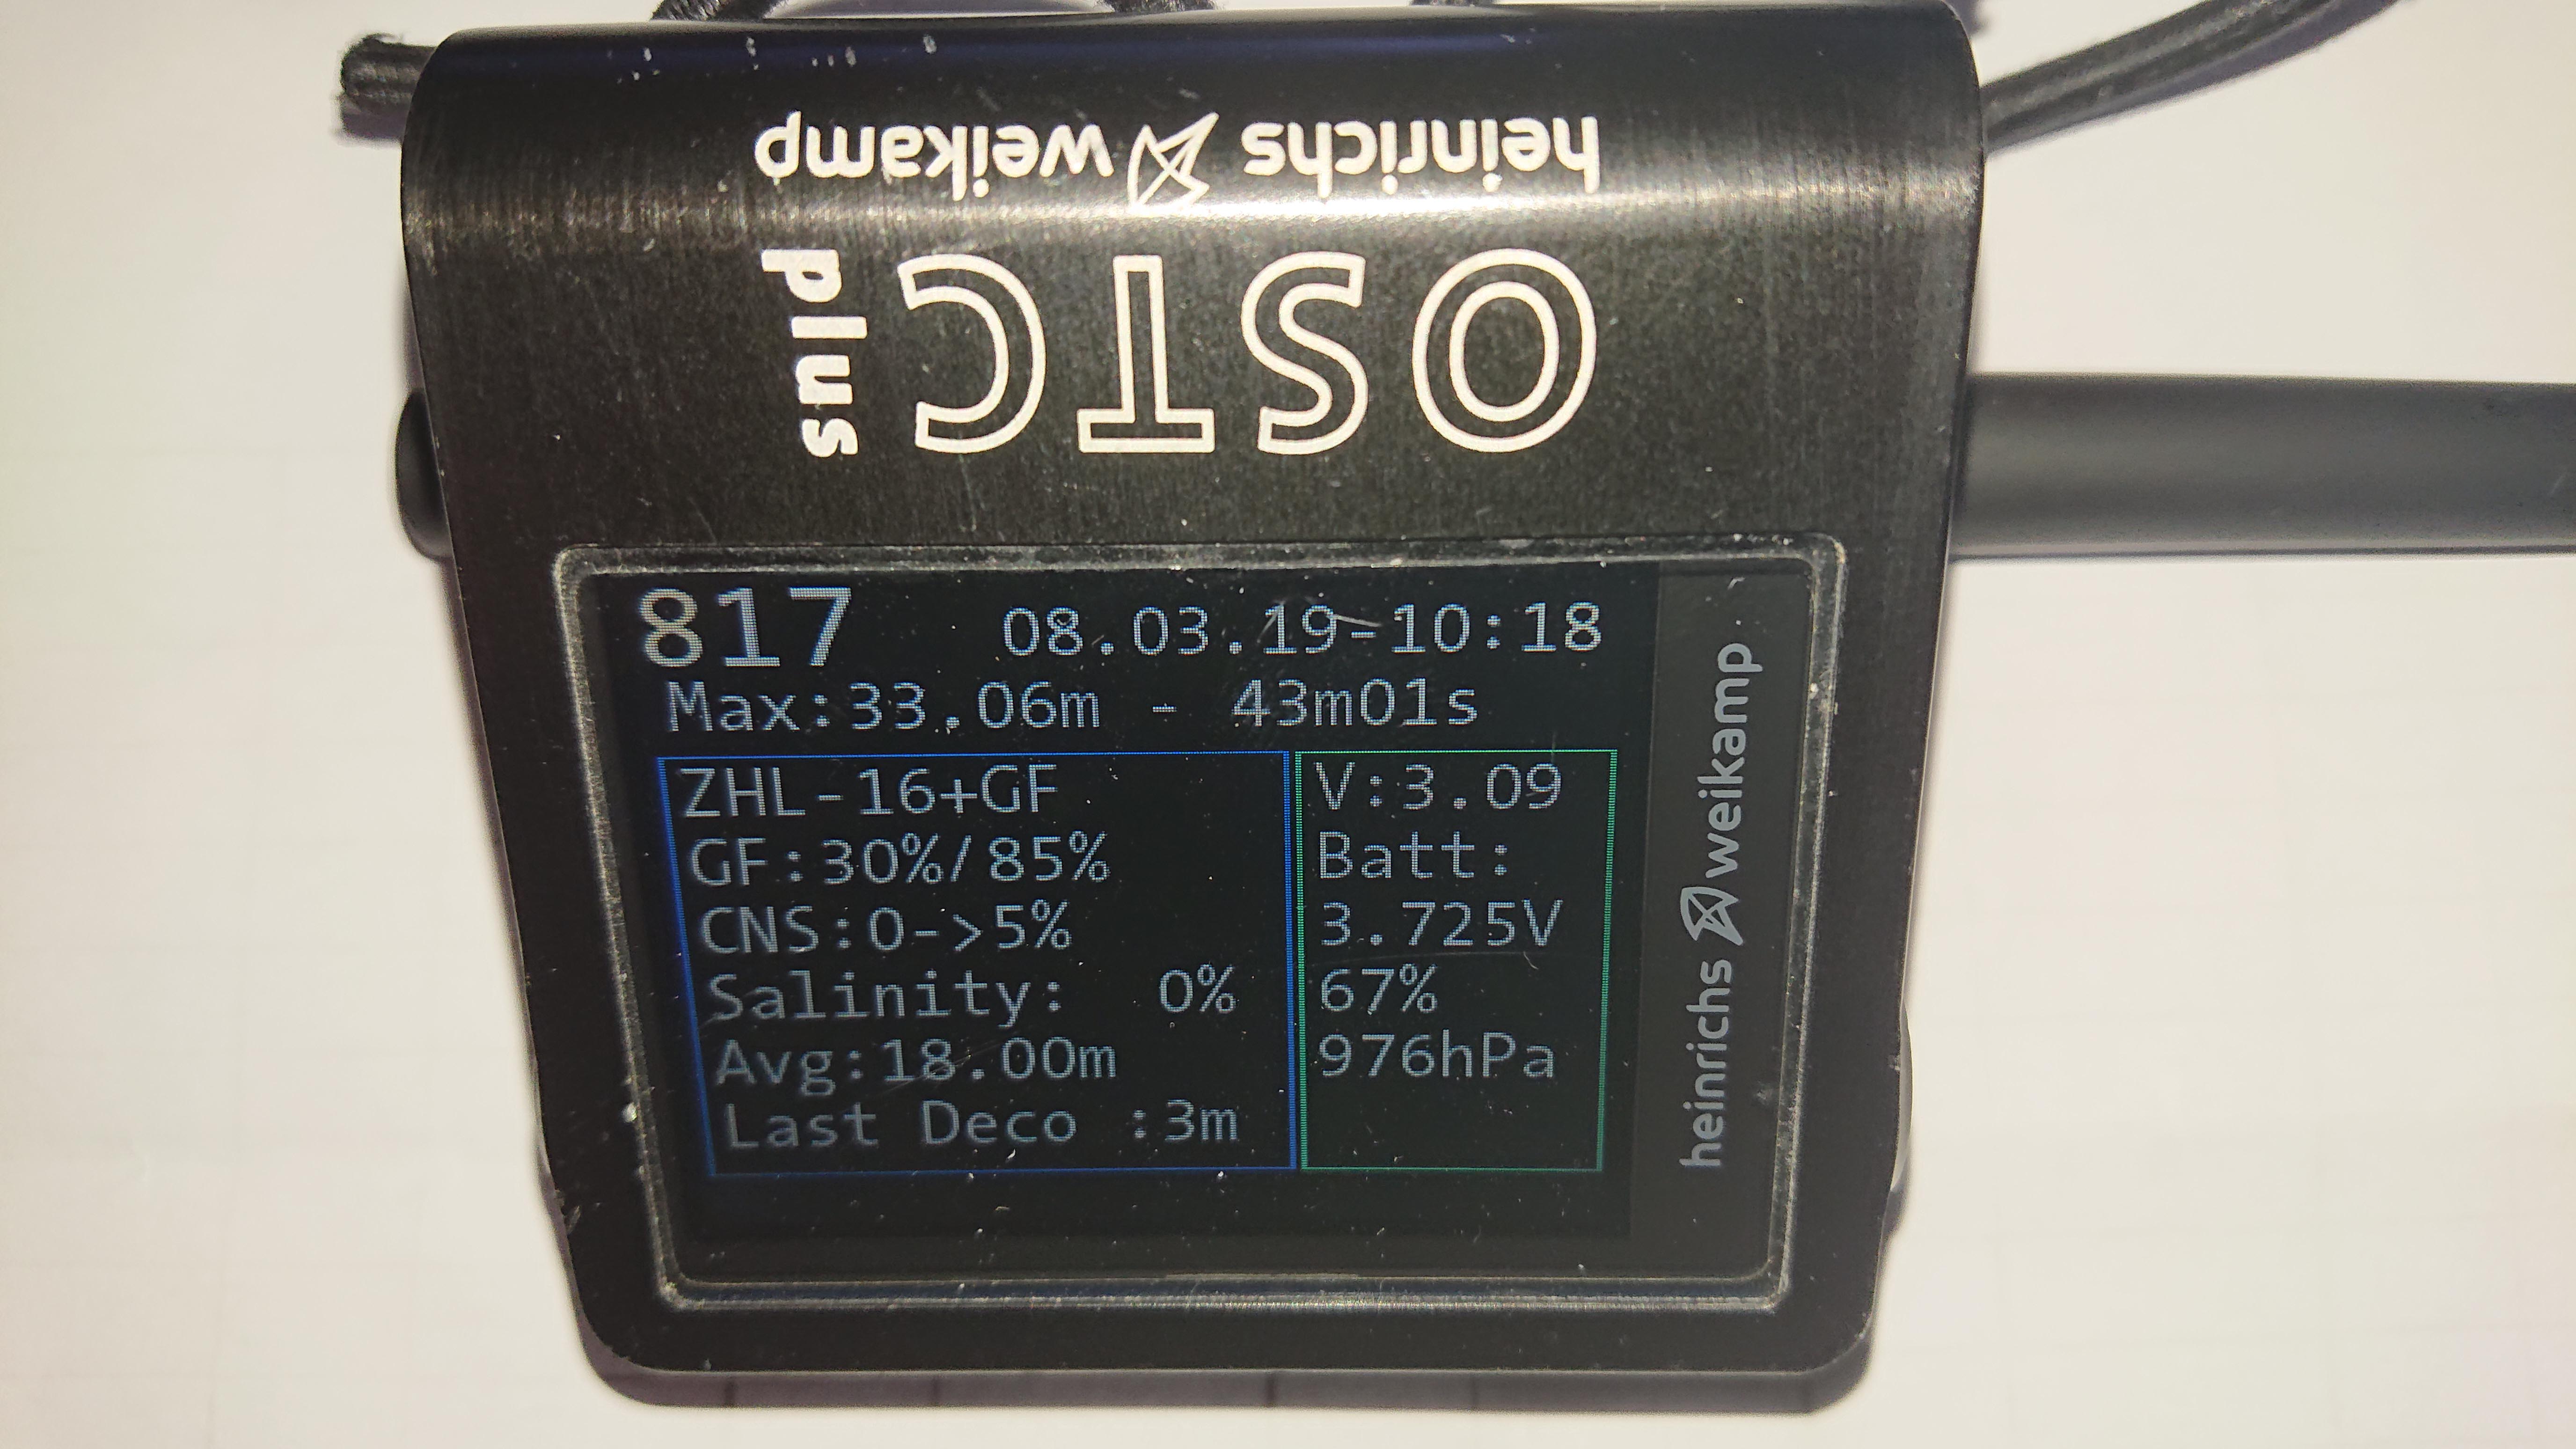 heinrichs weikamp
OSTC
plus
817 08.03.19-10:18
Max:33.06m - 43m01s
ZHL-16+GF
GF:30%/85%
CNS:0->5%
Salinity: 0%
Avg:18.00m
Last Deco :3m
V:3.09
Batt:
3.725V
67%
976hPa
heinrichs weikamp